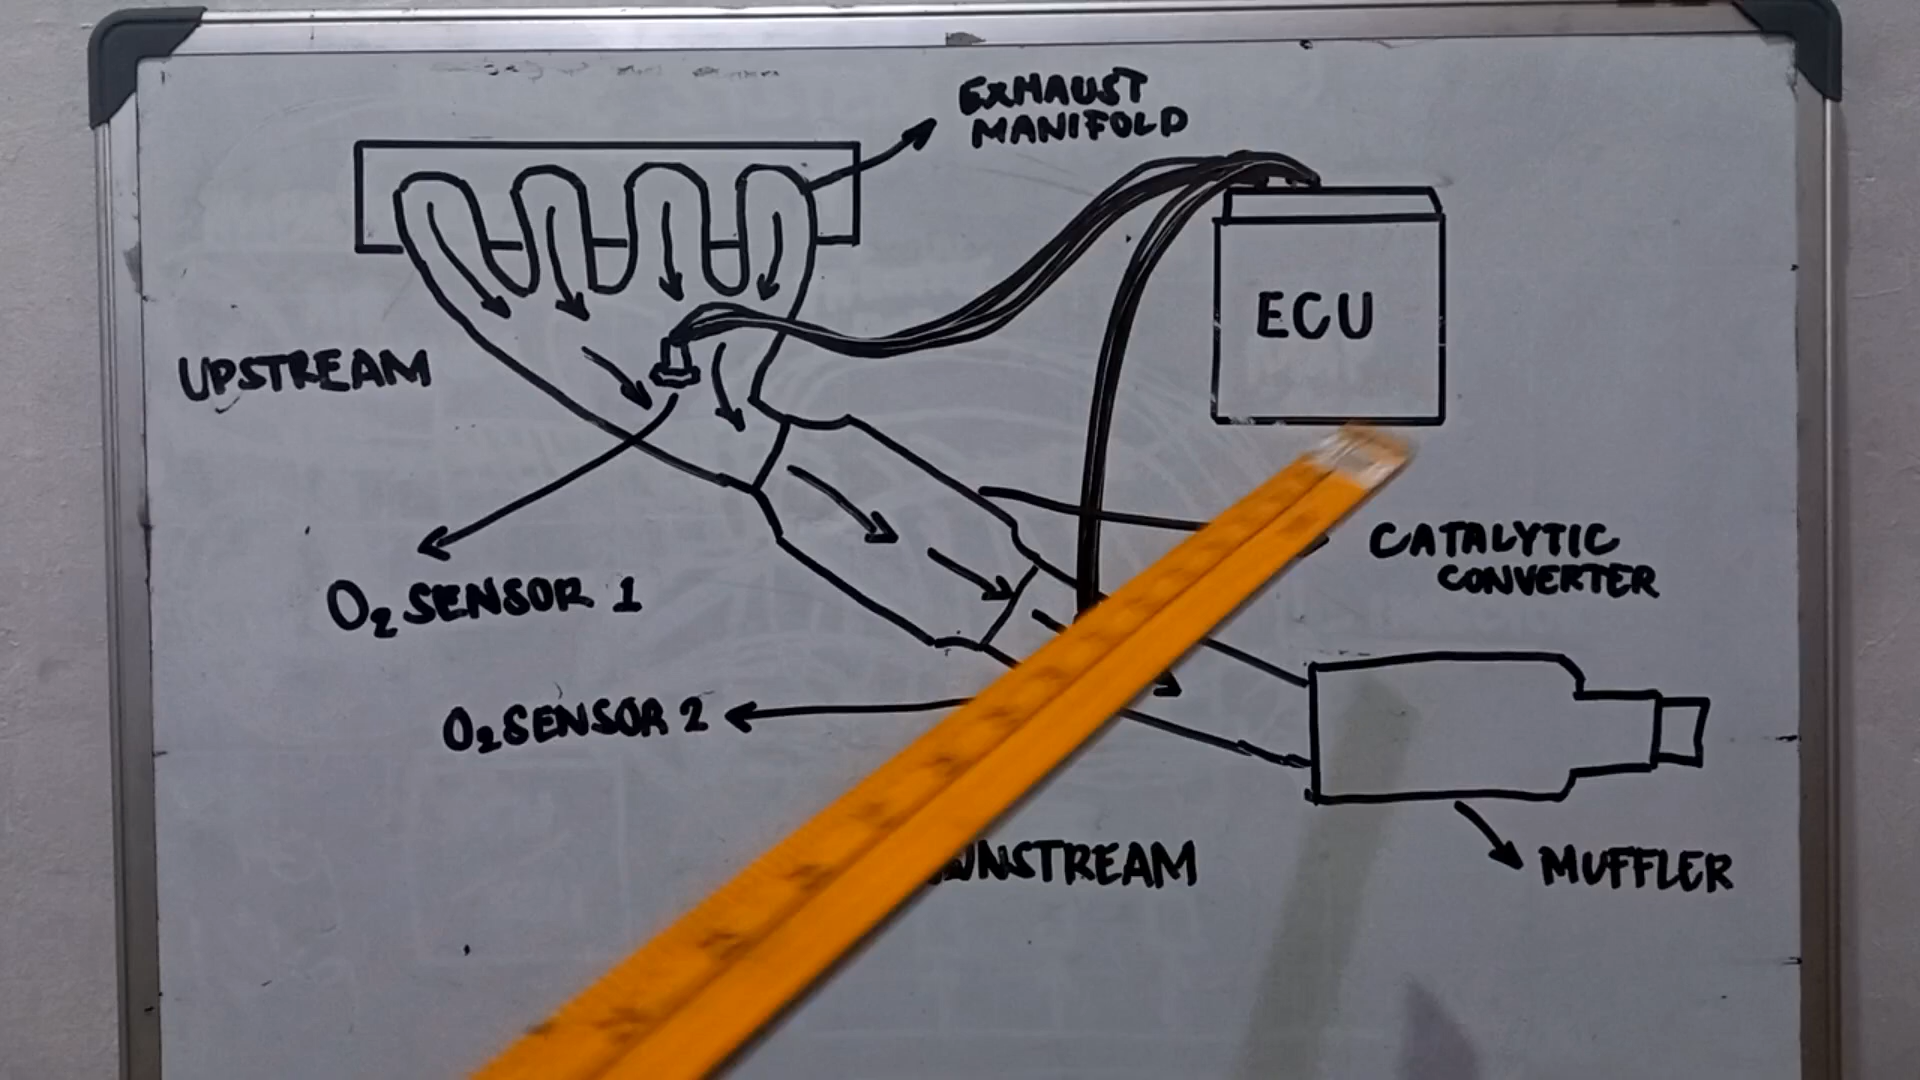 EXHAUST
MANIFOLD
ECU
UPSTREAM
CATALYTIC
CONVERTER
O₂ SENSOR 1
O₂ SENSOR 2
MUFFLER